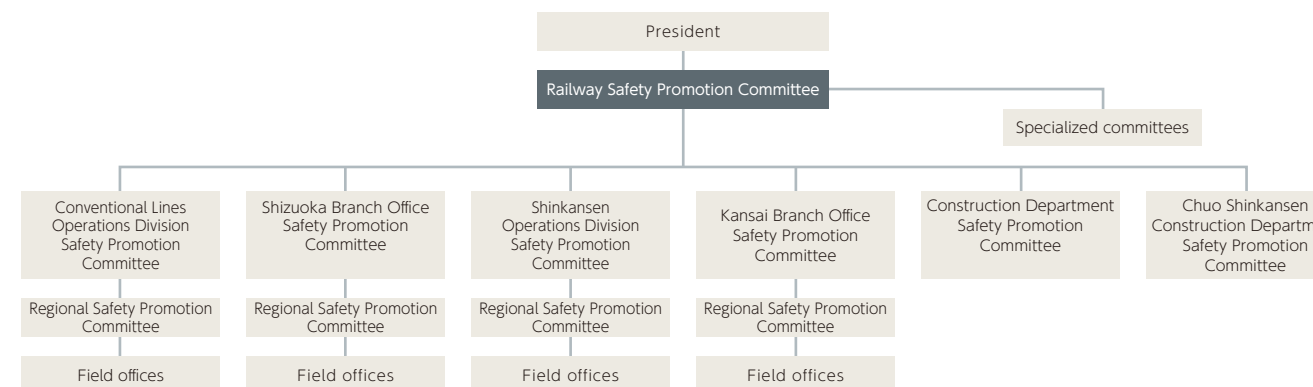 President
Railway Safety Promotion Committee
Specialized committees
Conventional Lines
Operations Division
Safety Promotion
Committee
Shizuoka Branch Office
Safety Promotion
Committee
Shinkansen
Operations Division
Safety Promotion
Committee
Kansai Branch Office
Safety Promotion
Committee
Construction Department
Safety Promotion
Committee
Chuo Shinkansen
Construction Departm
Safety Promotion
Committee
Regional Safety Promotion
Committee
Regional Safety Promotion
Committee
Regional Safety Promotion
Committee
Regional Safety Promotion
Committee
Field offices
Field offices
Field offices
Field offices